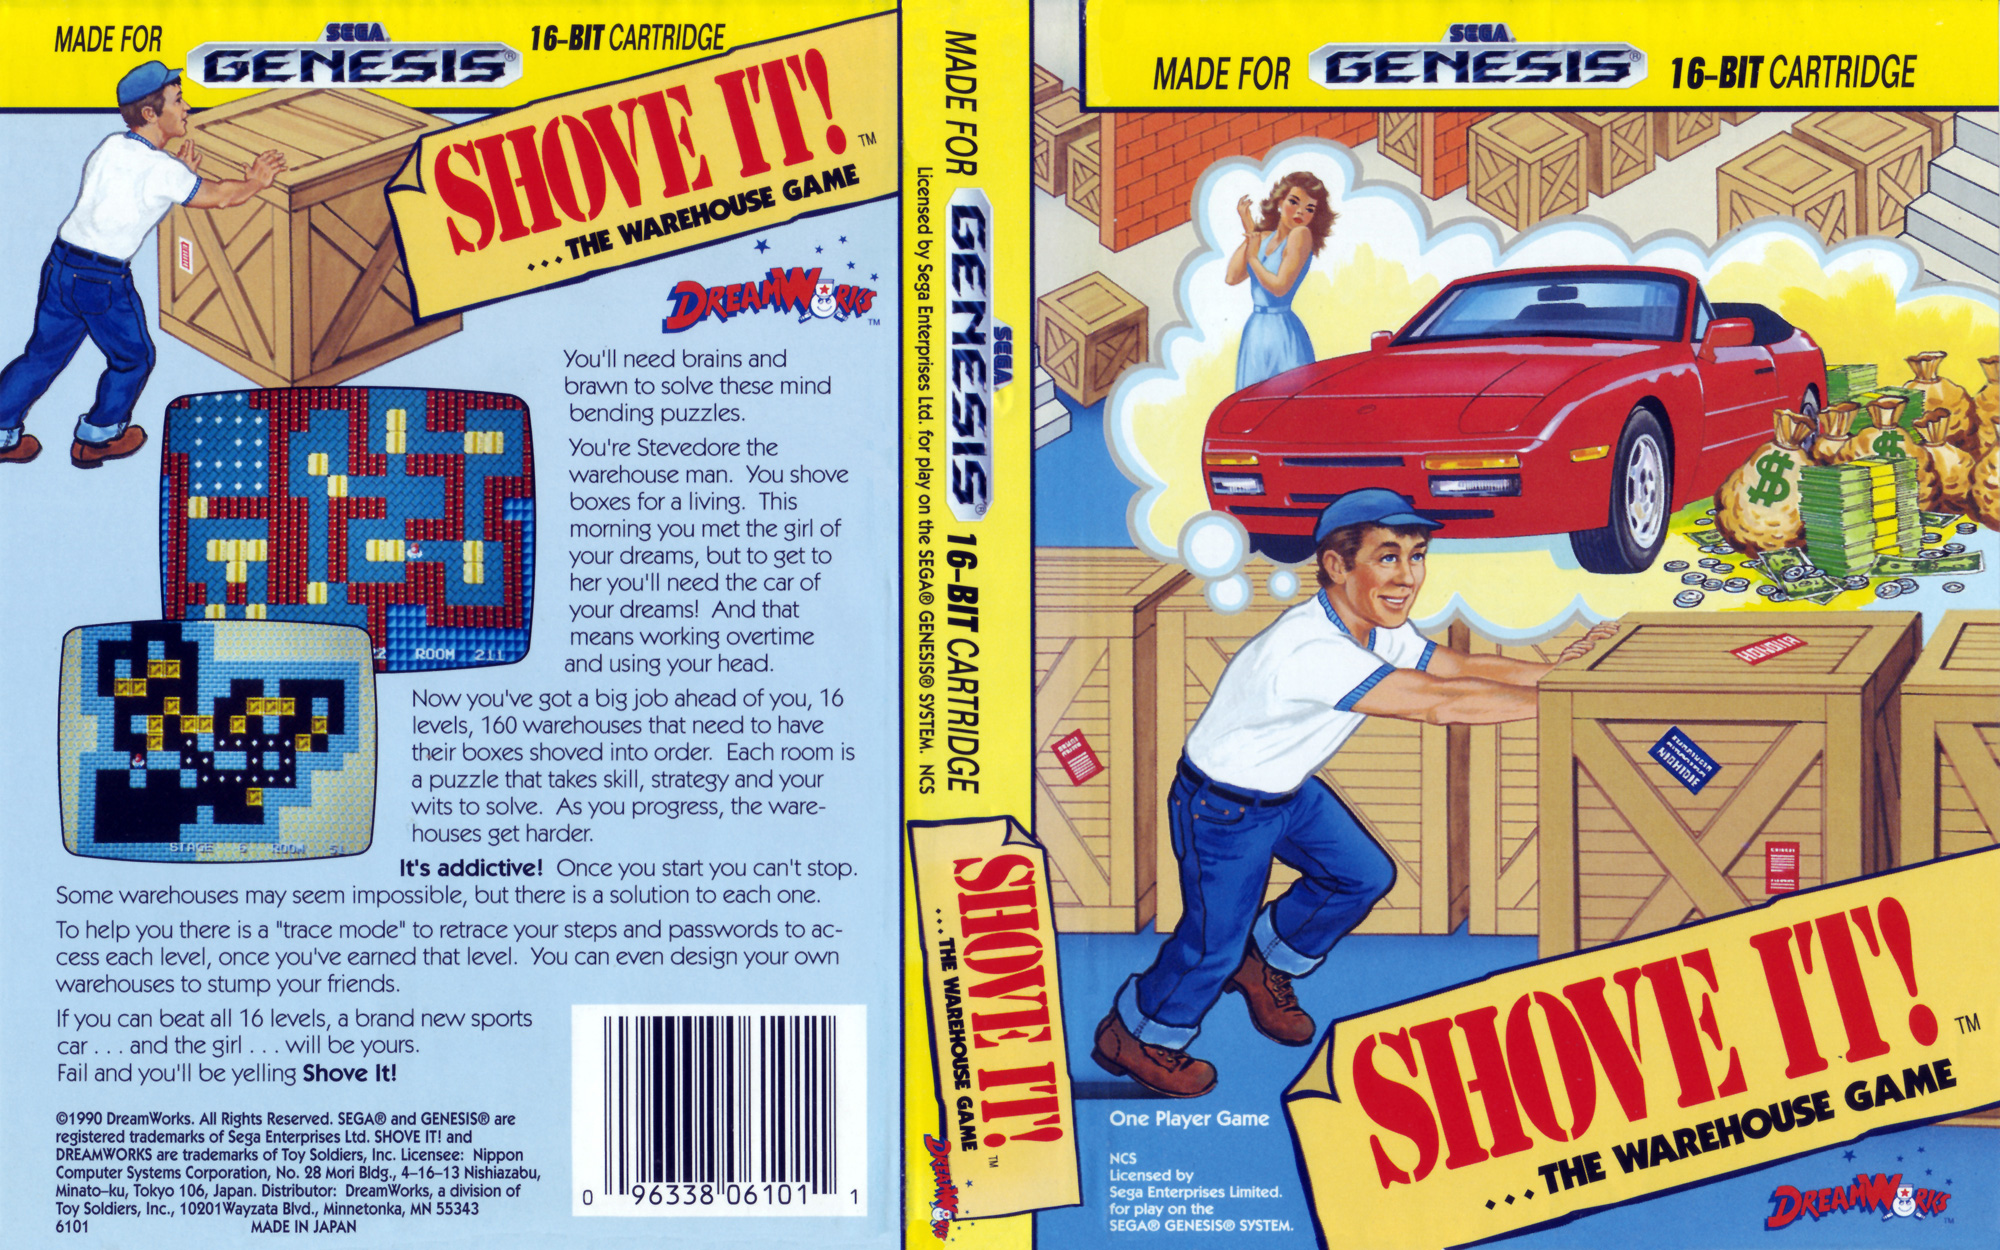 MADE FOR
SEGA
GENESIS®
16-BIT CARTRIDGE
SHOVE IT!™
...THE WAREHOUSE GAME
DREAMWORKS™
You'll need brains and
brawn to solve these mind
bending puzzles.
You're Stevedore the
warehouse man. You shove
boxes for a living. This
morning you met the girl of
your dreams, but to get to
her you'll need the car of
your dreams! And that
means working overtime
and using your head.
ROOM 211
Now you've got a big job ahead of you, 16
levels, 160 warehouses that need to have
their boxes shoved into order. Each room is
a puzzle that takes skill, strategy and your
wits to solve. As you progress, the ware-
houses get harder.
STAGE 6 ROOM 51
It's addictive! Once you start you can't stop.
Some warehouses may seem impossible, but there is a solution to each one.
To help you there is a "trace mode" to retrace your steps and passwords to ac-
cess each level, once you've earned that level. You can even design your own
warehouses to stump your friends.
If you can beat all 16 levels, a brand new sports
car . . . and the girl . . . will be yours.
Fail and you'll be yelling Shove It!
©1990 DreamWorks. All Rights Reserved. SEGA® and GENESIS® are
registered trademarks of Sega Enterprises Ltd. SHOVE IT! and
DREAMWORKS are trademarks of Toy Soldiers, Inc. Licensee: Nippon
Computer Systems Corporation, No. 28 Mori Bldg., 4-16-13 Nishiazabu,
Minato-ku, Tokyo 106, Japan. Distributor: DreamWorks, a division of
Toy Soldiers, Inc., 10201 Wayzata Blvd., Minnetonka, MN 55343
6101 MADE IN JAPAN
0 96338 06101 1
MADE FOR
SEGA
GENESIS®
16-BIT CARTRIDGE
Licensed by Sega Enterprises Ltd. for play on the SEGA® GENESIS® SYSTEM. NCS
SHOVE IT!™
...THE WAREHOUSE GAME
DREAMWORKS
MADE FOR
SEGA
GENESIS®
16-BIT CARTRIDGE
$
$
SHOVE IT!™
...THE WAREHOUSE GAME
One Player Game
NCS
Licensed by
Sega Enterprises Limited.
for play on the
SEGA® GENESIS® SYSTEM.
DREAMWORKS™